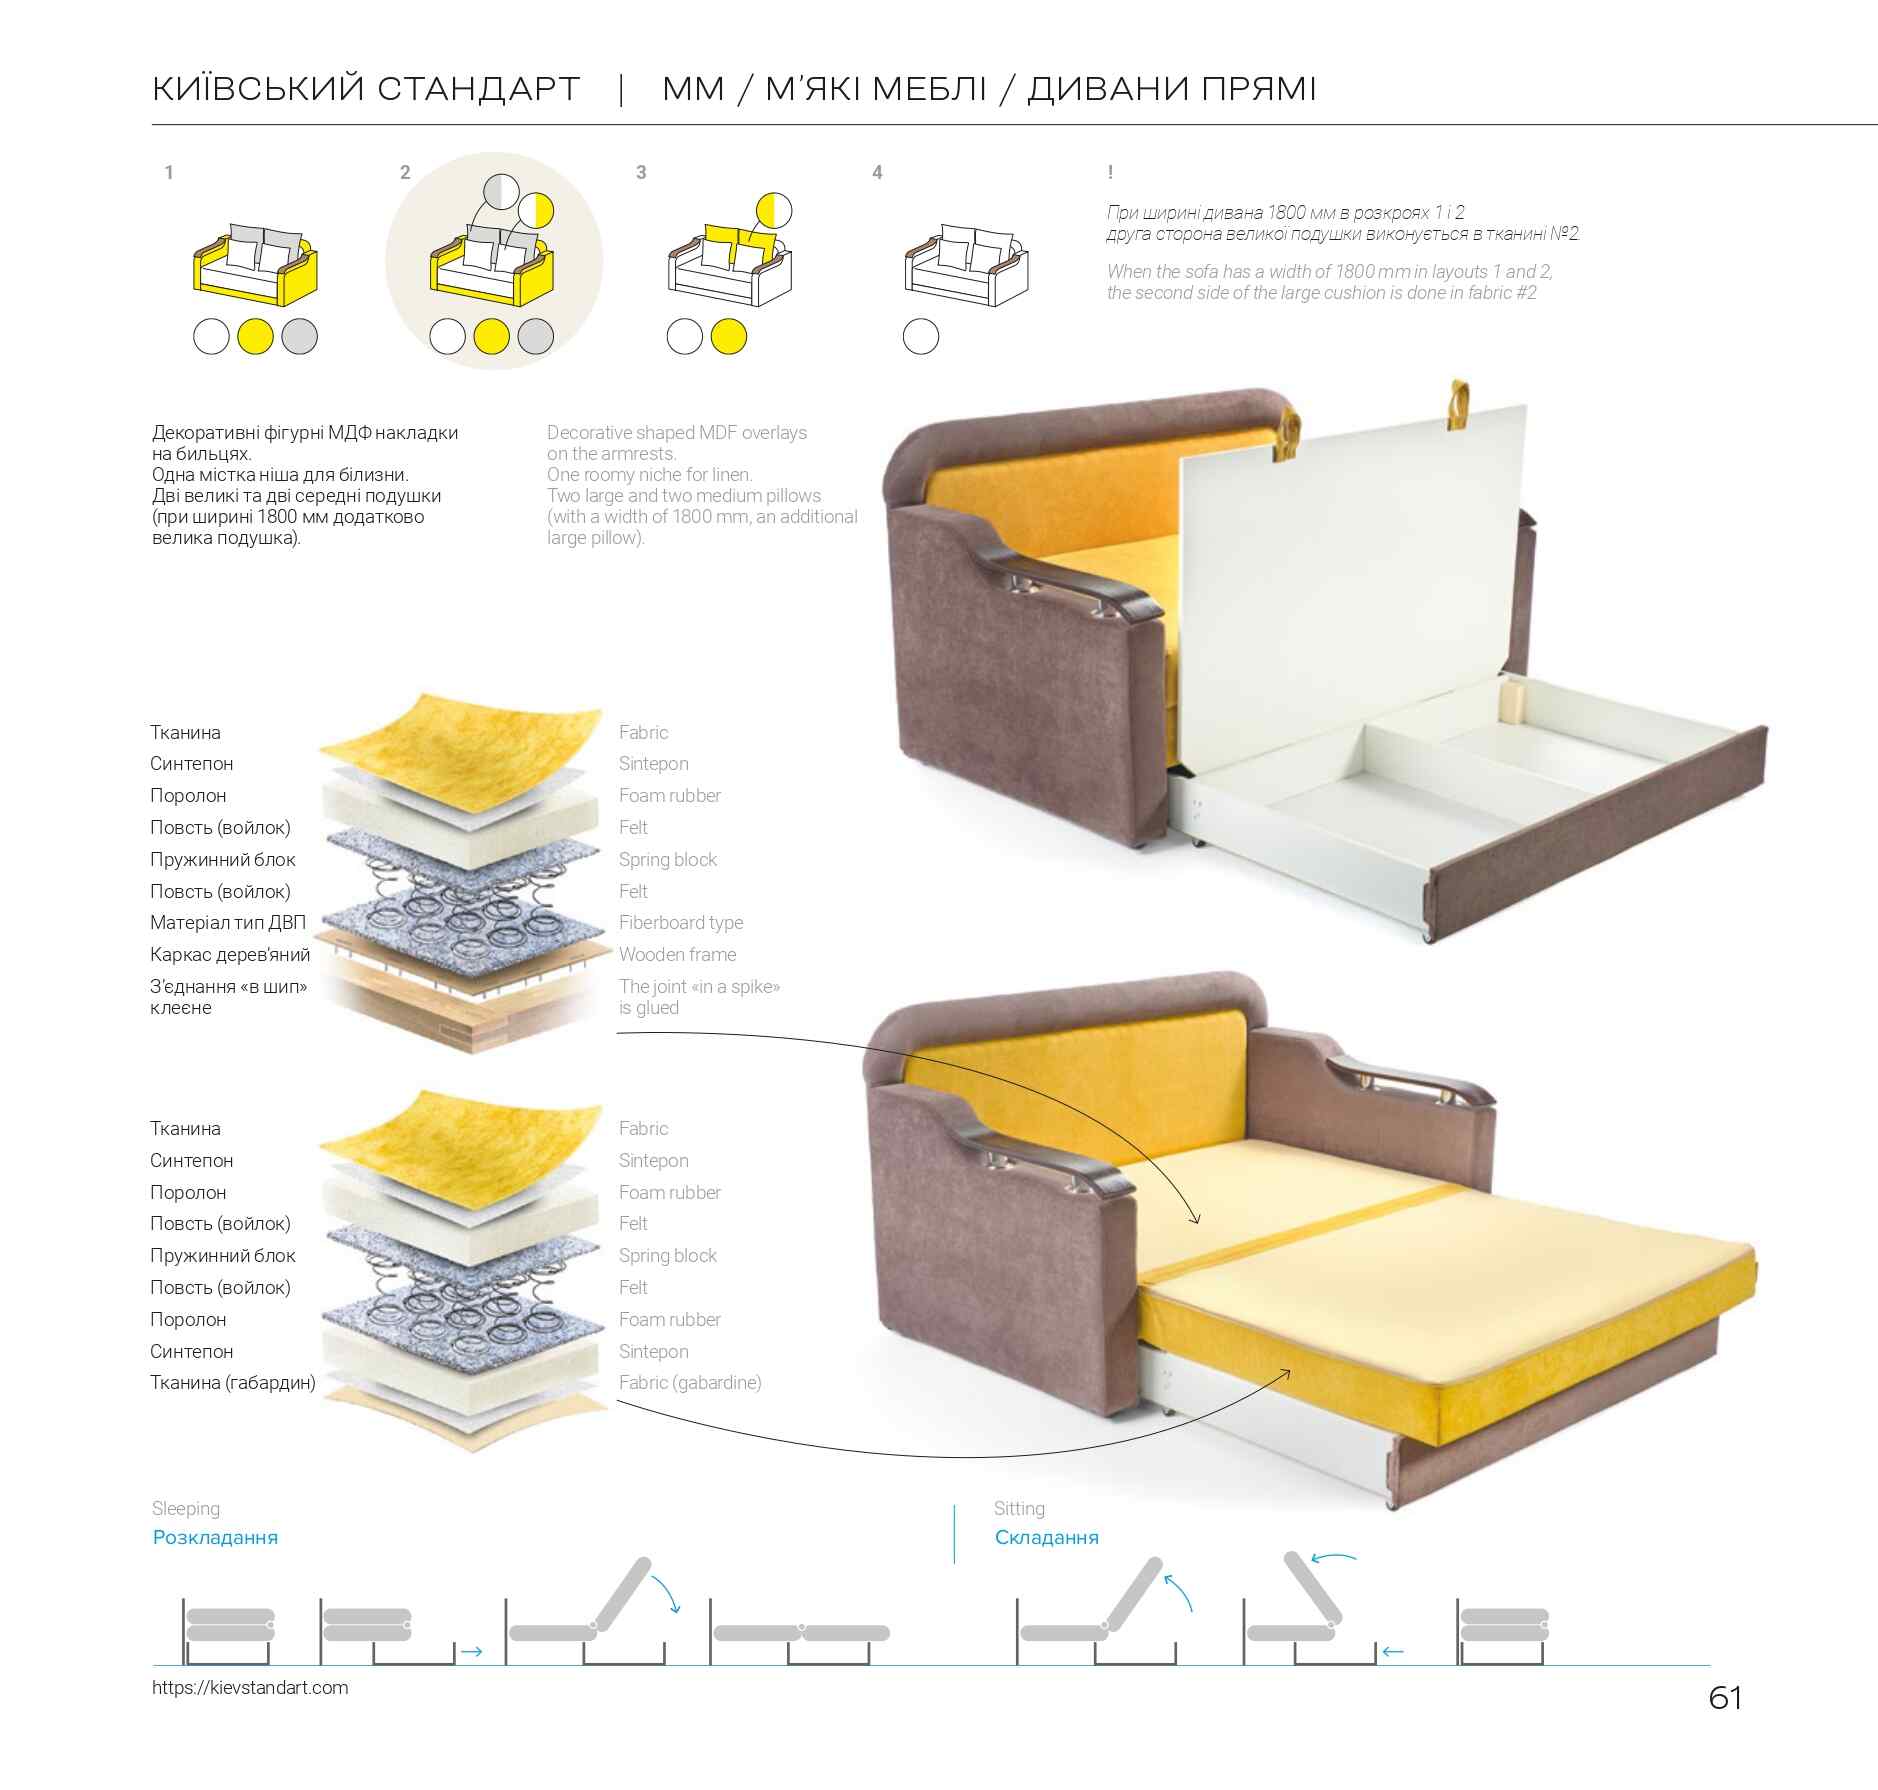 КИЇВСЬКИЙ СТАНДАРТ | ММ / М’ЯКІ МЕБЛІ / ДИВАНИ ПРЯМІ
1
2
3
4
!
При ширині дивана 1800 мм в розкроях 1 і 2
друга сторона великої подушки виконується в тканині №2.
When the sofa has a width of 1800 mm in layouts 1 and 2,
the second side of the large cushion is done in fabric #2
Декоративні фігурні МДФ накладки
на бильцях.
Одна містка ніша для білизни.
Дві великі та дві середні подушки
(при ширині 1800 мм додатково
велика подушка).
Decorative shaped MDF overlays
on the armrests.
One roomy niche for linen.
Two large and two medium pillows
(with a width of 1800 mm, an additional
large pillow).
Тканина
Синтепон
Поролон
Повсть (войлок)
Пружинний блок
Повсть (войлок)
Матеріал тип ДВП
Каркас дерев’яний
З’єднання «в шип»
клеєне
Fabric
Sintepon
Foam rubber
Felt
Spring block
Felt
Fiberboard type
Wooden frame
The joint «in a spike»
is glued
Тканина
Синтепон
Поролон
Повсть (войлок)
Пружинний блок
Повсть (войлок)
Поролон
Синтепон
Тканина (габардин)
Fabric
Sintepon
Foam rubber
Felt
Spring block
Felt
Foam rubber
Sintepon
Fabric (gabardine)
Sleeping
Розкладання
Sitting
Складання
https://kievstandart.com
61